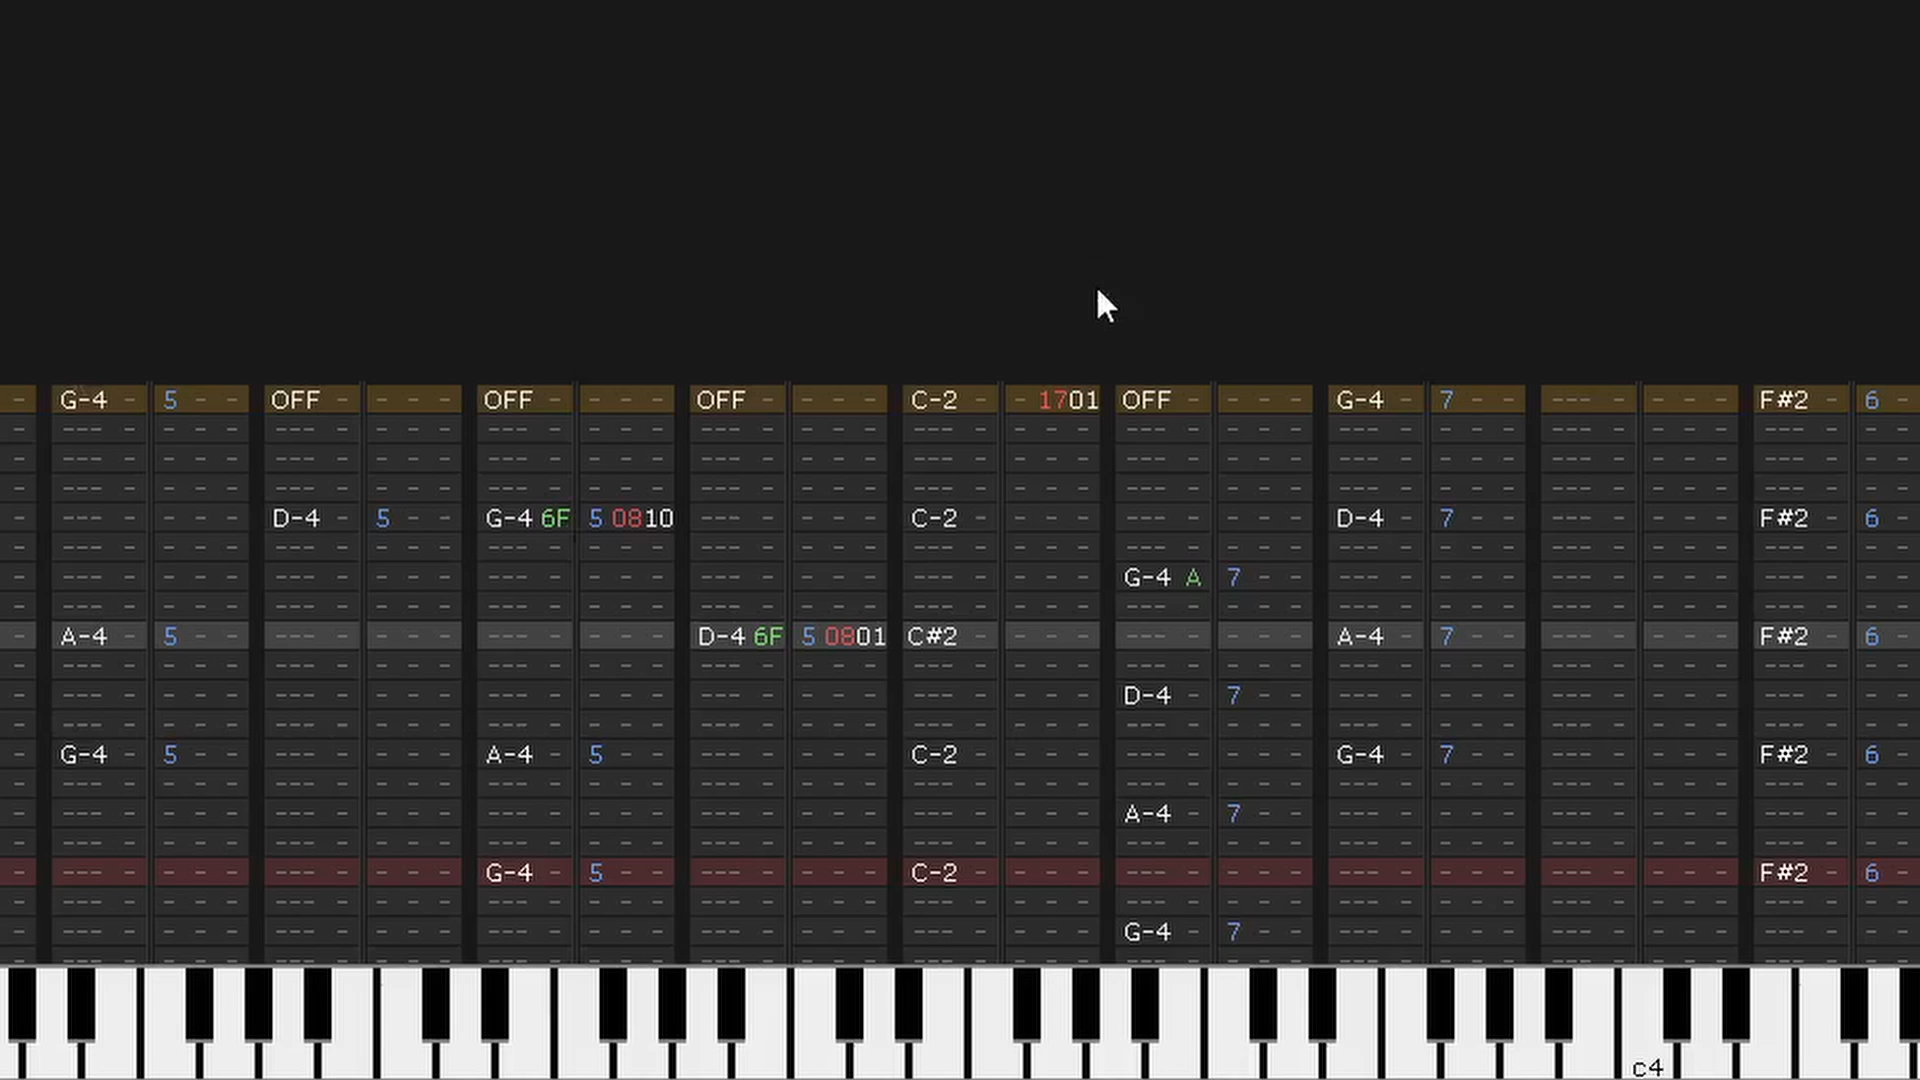 G-4 - 5 - - OFF - - - - OFF - - - - OFF - - - - C-2 - - 1701 OFF - - - - G-4 - 7 - - --- - - - - F#2 - 6
D-4 - 5 - - G-4 6F 5 0810 C-2 - D-4 - 7 - - F#2 - 6
G-4 A 7
A-4 - 5 - - D-4 6F 5 0801 C#2 - A-4 - 7 - - F#2 - 6
D-4 - 7
G-4 - 5 - - A-4 - 5 - - C-2 - G-4 - 7 - - F#2 - 6
A-4 - 7
G-4 - 5 - - C-2 - F#2 - 6
G-4 - 7
c4